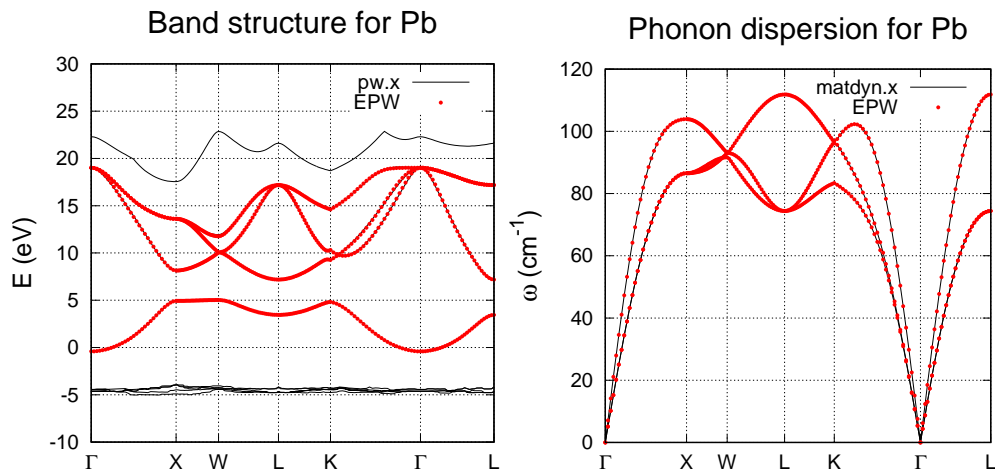 Band structure for Pb
30
25
20
15
10
5
0
-5
-10
E (eV)
pw.x
EPW
Γ X W L K Γ L
Phonon dispersion for Pb
120
100
80
60
40
20
0
ω (cm-1)
matdyn.x
EPW
Γ X W L K Γ L